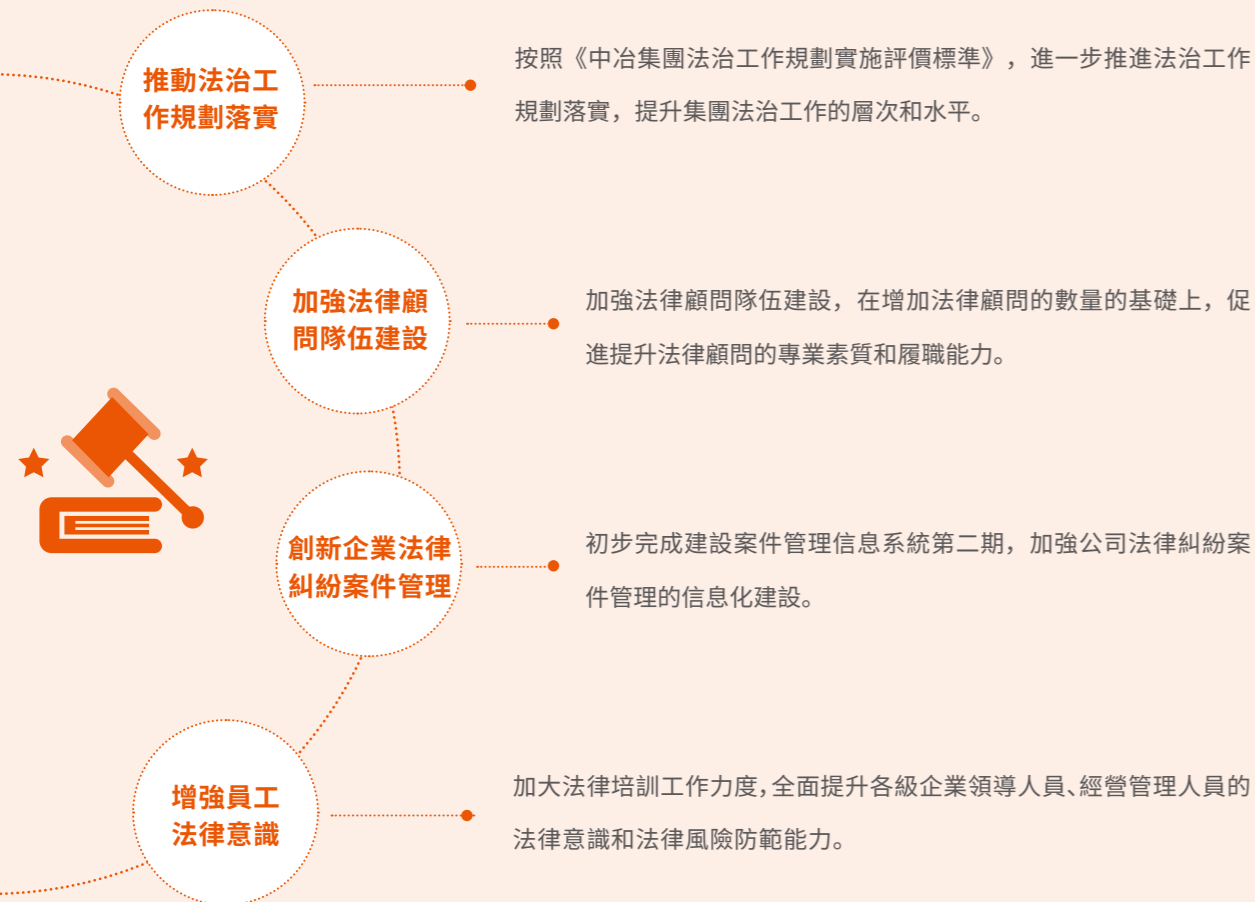 推動法治工
作規劃落實
按照《中冶集團法治工作規劃實施評價標準》，進一步推進法治工作
規劃落實，提升集團法治工作的層次和水平。
加強法律顧
問隊伍建設
加強法律顧問隊伍建設，在增加法律顧問的數量的基礎上，促
進提升法律顧問的專業素質和履職能力。
創新企業法律
糾紛案件管理
初步完成建設案件管理信息系統第二期，加強公司法律糾紛案
件管理的信息化建設。
增強員工
法律意識
加大法律培訓工作力度，全面提升各級企業領導人員、經營管理人員的
法律意識和法律風險防範能力。